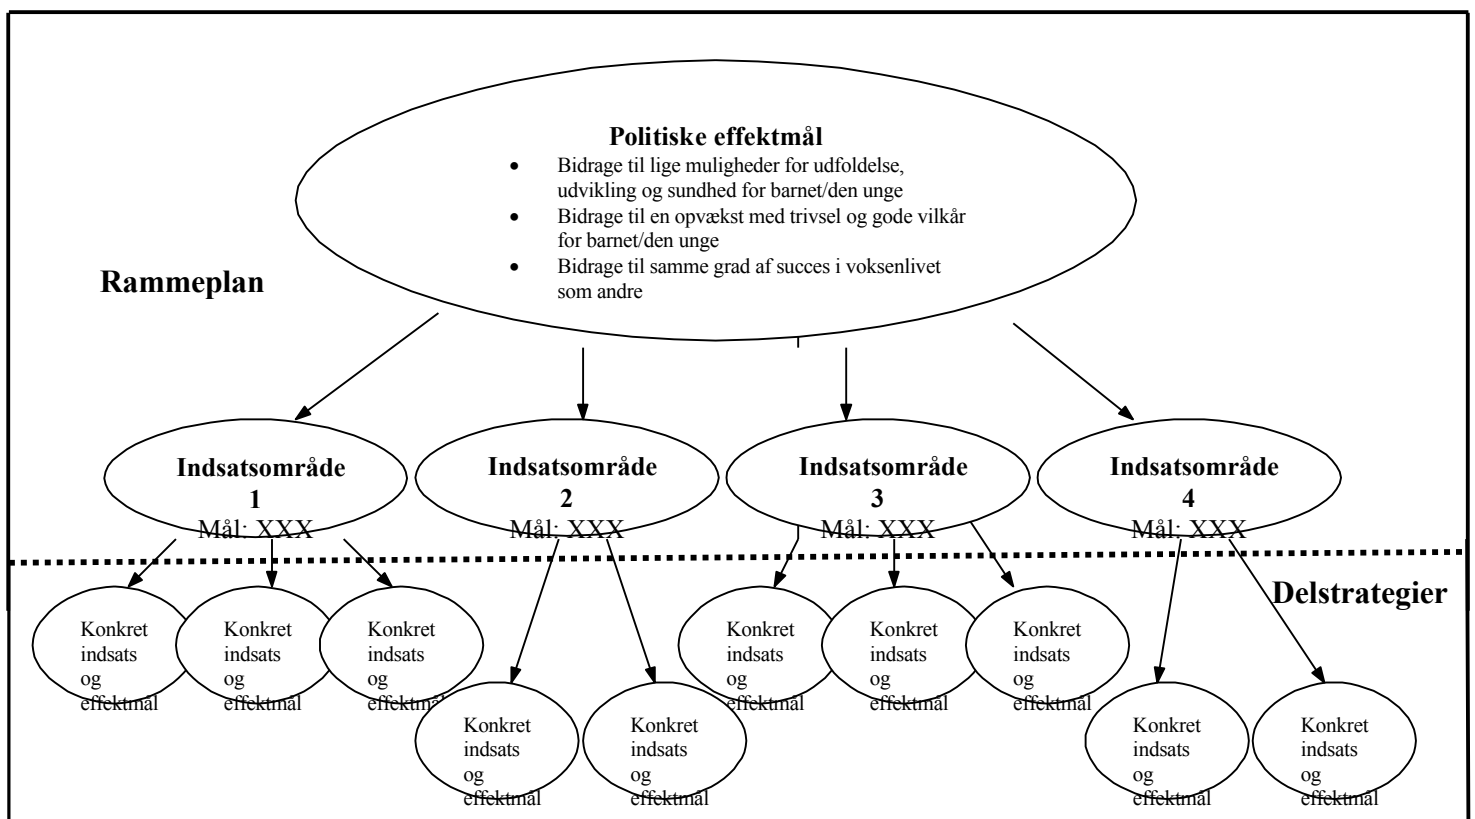 Politiske effektmål
• Bidrage til lige muligheder for udfoldelse,
udvikling og sundhed for barnet/den unge
• Bidrage til en opvækst med trivsel og gode vilkår
for barnet/den unge
• Bidrage til samme grad af succes i voksenlivet
som andre
Rammeplan
Indsatsområde
1
Mål: XXX
Indsatsområde
2
Mål: XXX
Indsatsområde
3
Mål: XXX
Indsatsområde
4
Mål: XXX
Delstrategier
Konkret
indsats
og
effektmål
Konkret
indsats
og
effektmål
Konkret
indsats
og
effektmål
Konkret
indsats
og
effektmål
Konkret
indsats
og
effektmål
Konkret
indsats
og
effektmål
Konkret
indsats
og
effektmål
Konkret
indsats
og
effektmål
Konkret
indsats
og
effektmål
Konkret
indsats
og
effektmål